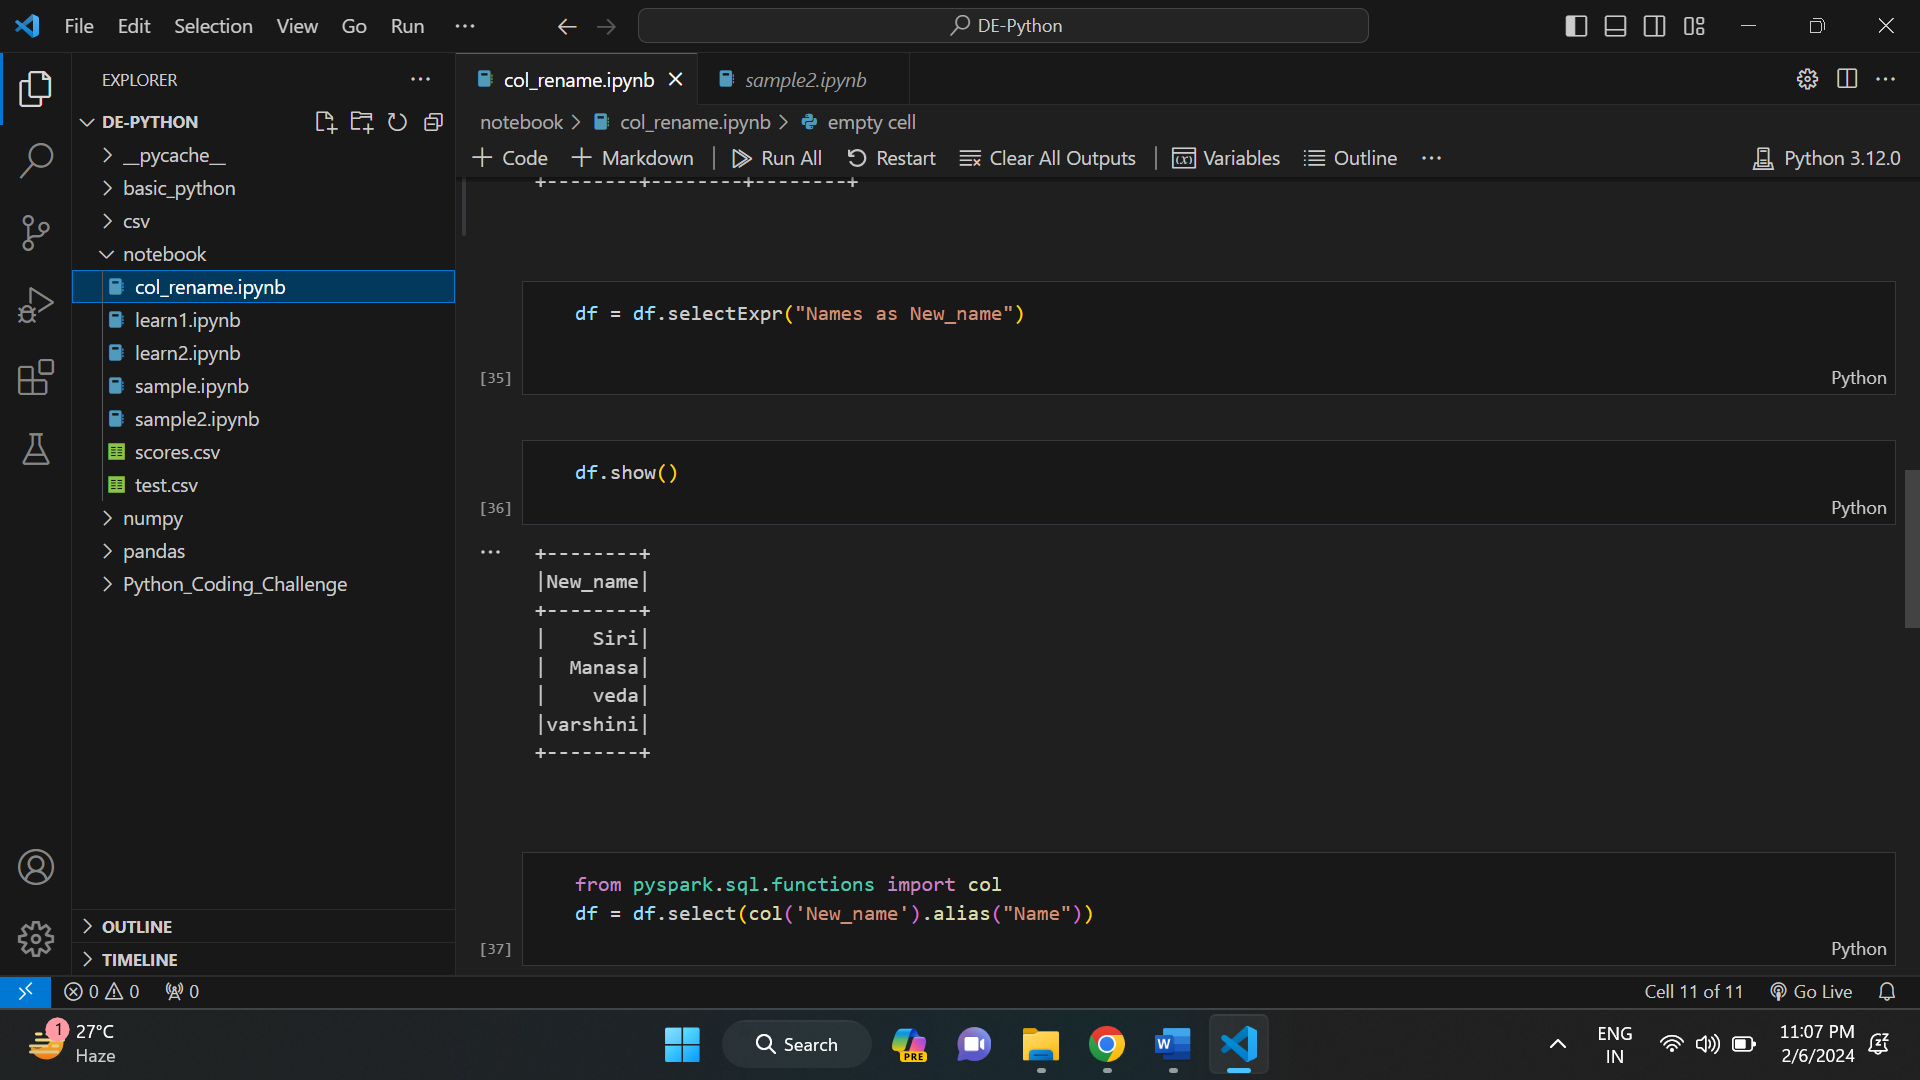 File Edit Selection View Go Run ···
DE-Python
EXPLORER
col_rename.ipynb
sample2.ipynb
DE-PYTHON
notebook > col_rename.ipynb > empty cell
+ Code + Markdown | Run All Restart Clear All Outputs | Variables Outline ··· Python 3.12.0
__pycache__
basic_python
csv
notebook
col_rename.ipynb
learn1.ipynb
learn2.ipynb
sample.ipynb
sample2.ipynb
scores.csv
test.csv
numpy
pandas
Python_Coding_Challenge
OUTLINE
TIMELINE
+--------+--------+--------+
df = df.selectExpr("Names as New_name")
[35] Python
df.show()
[36] Python
+--------+
|New_name|
+--------+
|    Siri|
|  Manasa|
|    veda|
|varshini|
+--------+
from pyspark.sql.functions import col
df = df.select(col('New_name').alias("Name"))
[37] Python
0 0 0 Cell 11 of 11 Go Live
1 27°C
Haze
Search
PRE
W
ENG
IN
11:07 PM
2/6/2024